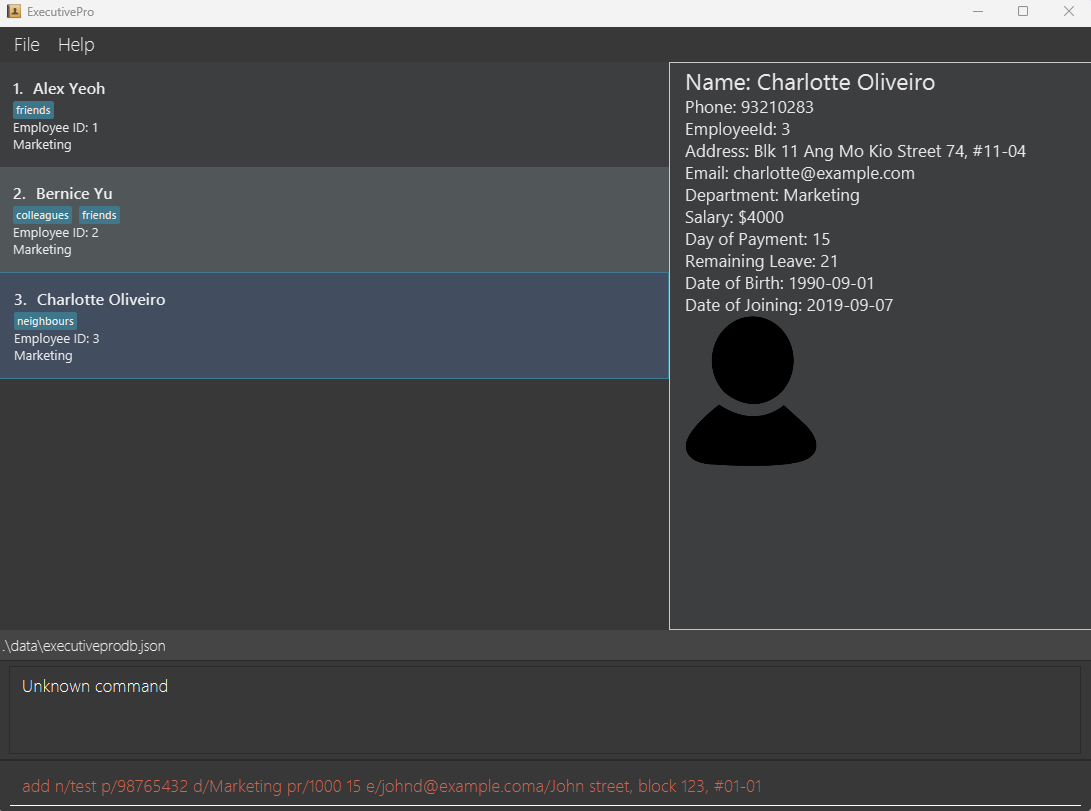 ExecutivePro
File Help
1. Alex Yeoh
friends
Employee ID: 1
Marketing
2. Bernice Yu
colleagues friends
Employee ID: 2
Marketing
3. Charlotte Oliveiro
neighbours
Employee ID: 3
Marketing
Name: Charlotte Oliveiro
Phone: 93210283
EmployeeId: 3
Address: Blk 11 Ang Mo Kio Street 74, #11-04
Email: charlotte@example.com
Department: Marketing
Salary: $4000
Day of Payment: 15
Remaining Leave: 21
Date of Birth: 1990-09-01
Date of Joining: 2019-09-07
.\data\executiveprodb.json
Unknown command
add n/test p/98765432 d/Marketing pr/1000 15 e/johnd@example.coma/John street, block 123, #01-01